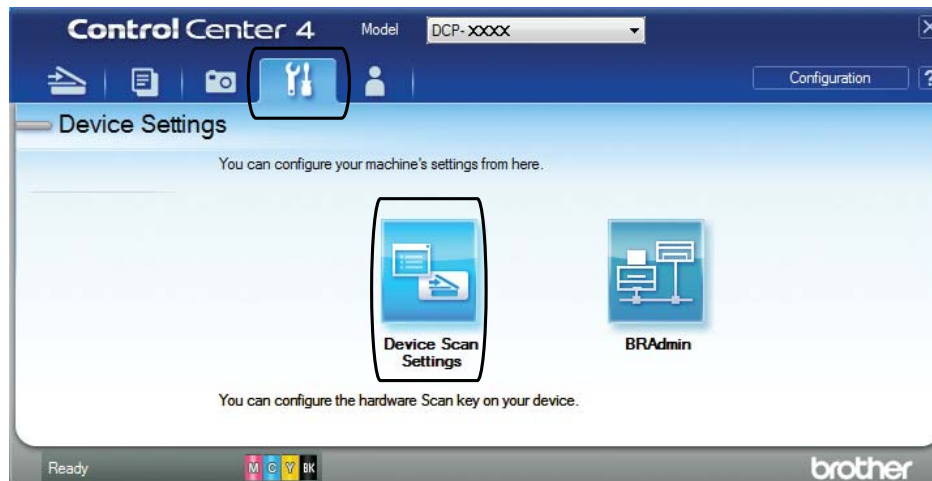 Control Center 4 Model DCP- XXXX
Configuration ?
Device Settings
You can configure your machine's settings from here.
Device Scan
Settings
BRAdmin
You can configure the hardware Scan key on your device.
Ready M C Y BK brother